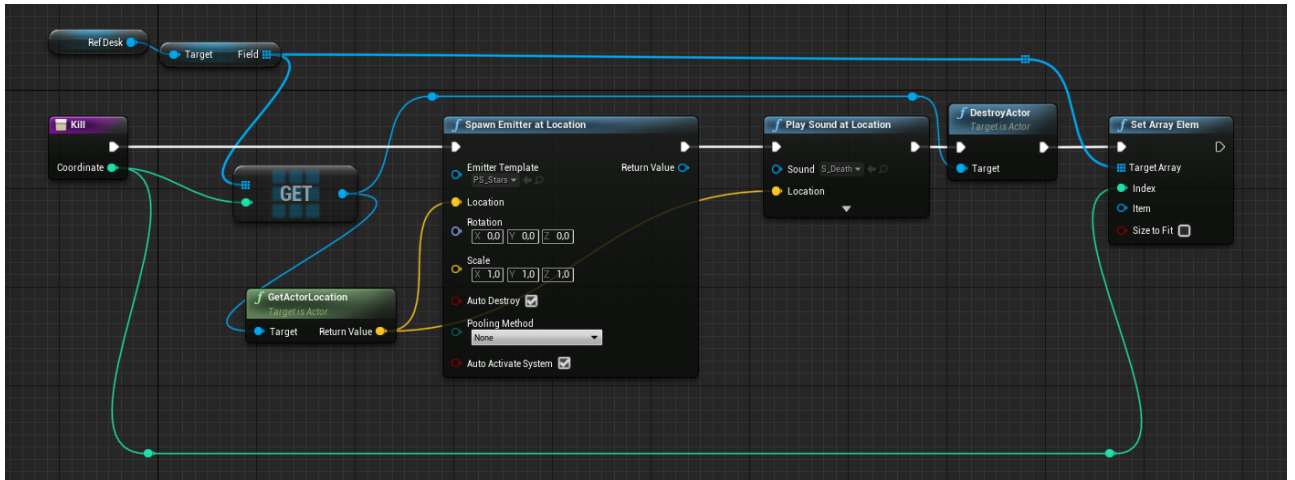 Ref Desk
Target Field
Kill
Coordinate
GET
f GetActorLocation
Target is Actor
Target Return Value
f Spawn Emitter at Location
Emitter Template
PS_Stars
Return Value
Location
Rotation
X 0,0 Y 0,0 Z 0,0
Scale
X 1,0 Y 1,0 Z 1,0
Auto Destroy
Pooling Method
None
Auto Activate System
f Play Sound at Location
Sound S_Death
Location
f DestroyActor
Target is Actor
Target
f Set Array Elem
Target Array
Index
Item
Size to Fit